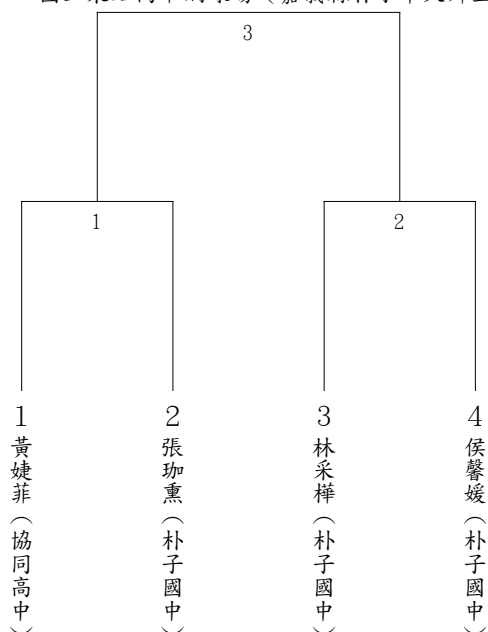 3
1
2
1 黃婕菲（協同高中）
2 張珈熏（朴子國中）
3 林采樺（朴子國中）
4 侯馨媛（朴子國中）